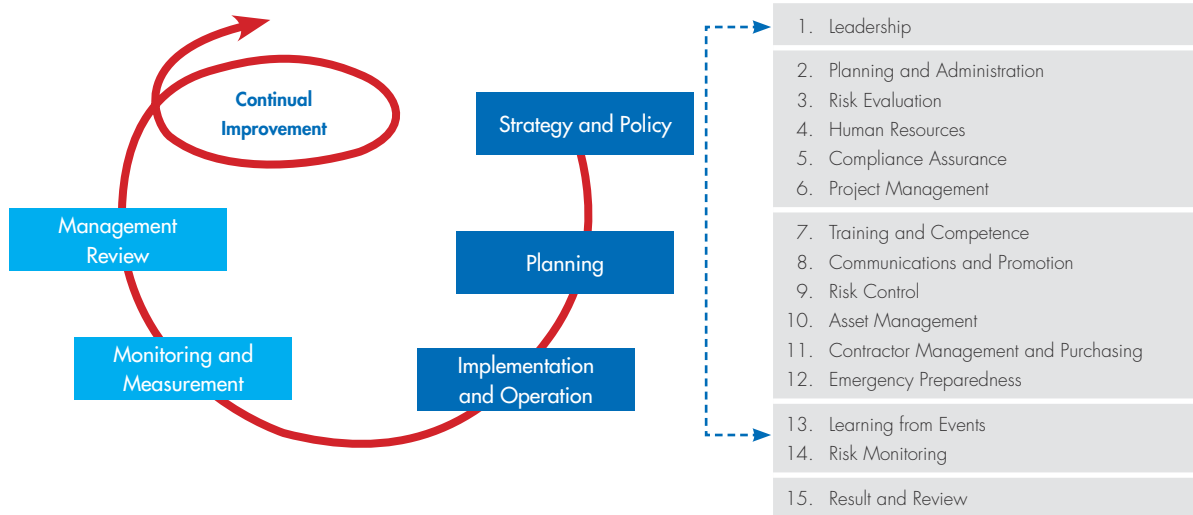 Continual
Improvement
Strategy and Policy
Management
Review
Planning
Monitoring and
Measurement
Implementation
and Operation
1. Leadership
2. Planning and Administration
3. Risk Evaluation
4. Human Resources
5. Compliance Assurance
6. Project Management
7. Training and Competence
8. Communications and Promotion
9. Risk Control
10. Asset Management
11. Contractor Management and Purchasing
12. Emergency Preparedness
13. Learning from Events
14. Risk Monitoring
15. Result and Review